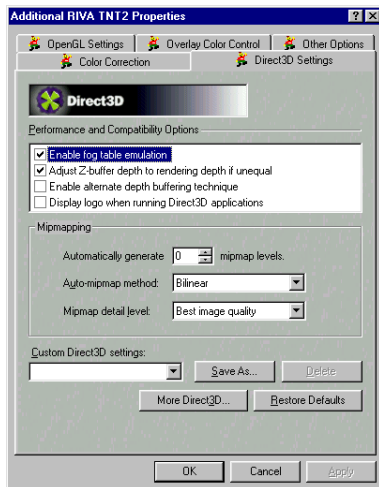 Additional RIVA TNT2 Properties
OpenGL Settings Overlay Color Control Other Options
Color Correction Direct3D Settings
Direct3D
Performance and Compatibility Options
Enable fog table emulation
Adjust Z-buffer depth to rendering depth if unequal
Enable alternate depth buffering technique
Display logo when running Direct3D applications
Mipmapping
Automatically generate 0 mipmap levels.
Auto-mipmap method: Bilinear
Mipmap detail level: Best image quality
Custom Direct3D settings:
Save As... Delete
More Direct3D... Restore Defaults
OK Cancel Apply